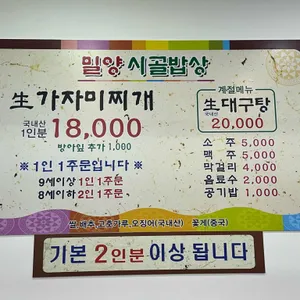 밀양 시골밥상
生가자미찌개
국내산
1인분 18,000
방아잎 추가 1,000
※ 1인 1주문입니다 ※
9세이상 1인 1주문
8세이하 2인 1주문
계절메뉴
生대구탕
국내산
20,000
소주 5,000
맥주 5,000
막걸리 4,000
음료수 2,000
공기밥 1,000
쌀,배추,고춧가루,오징어(국내산) 꽃게(중국)
기본 2인분 이상 됩니다